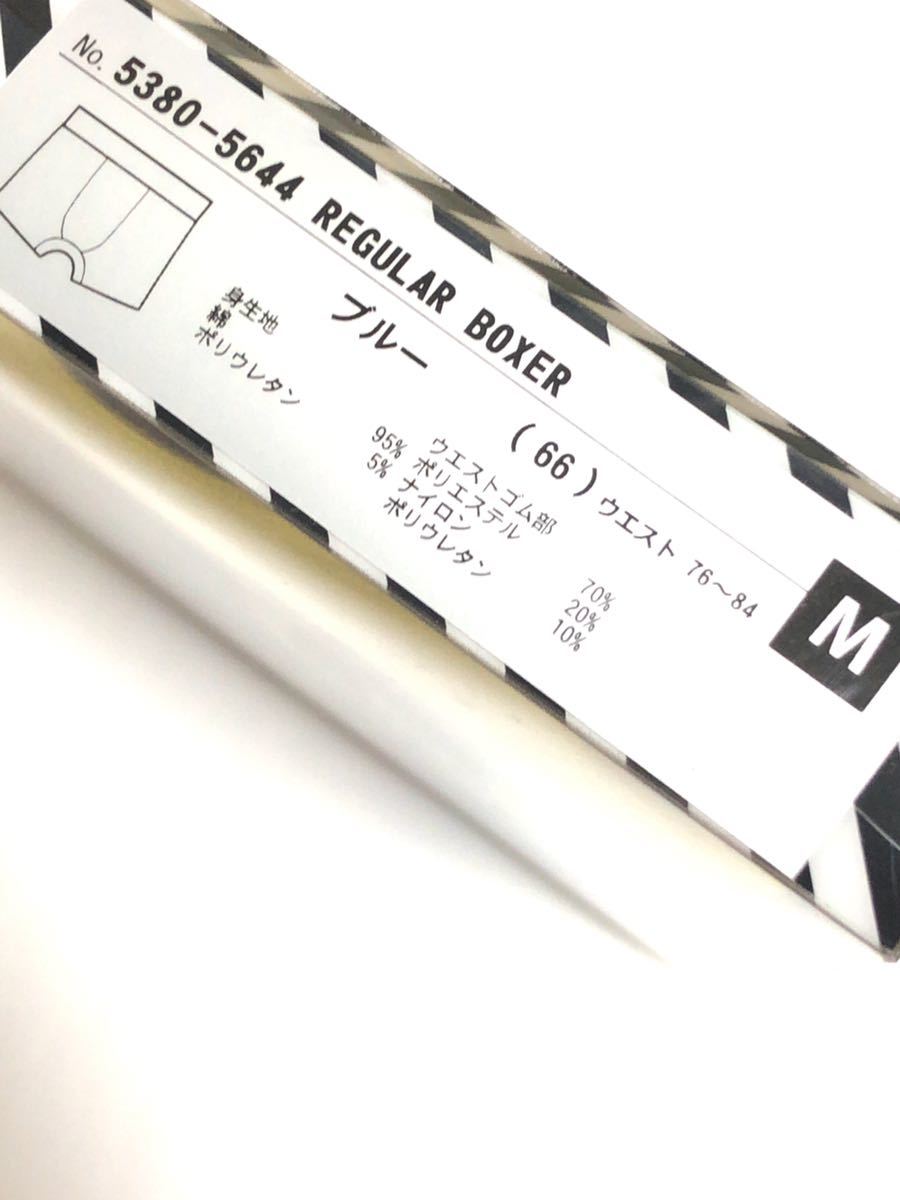 No. 5380-5644 REGULAR BOXER
ブルー (66) ウエスト 76～84
M
身生地
綿 95%
ポリウレタン 5%
ウエストゴム部
ポリエステル 70%
ナイロン 20%
ポリウレタン 10%